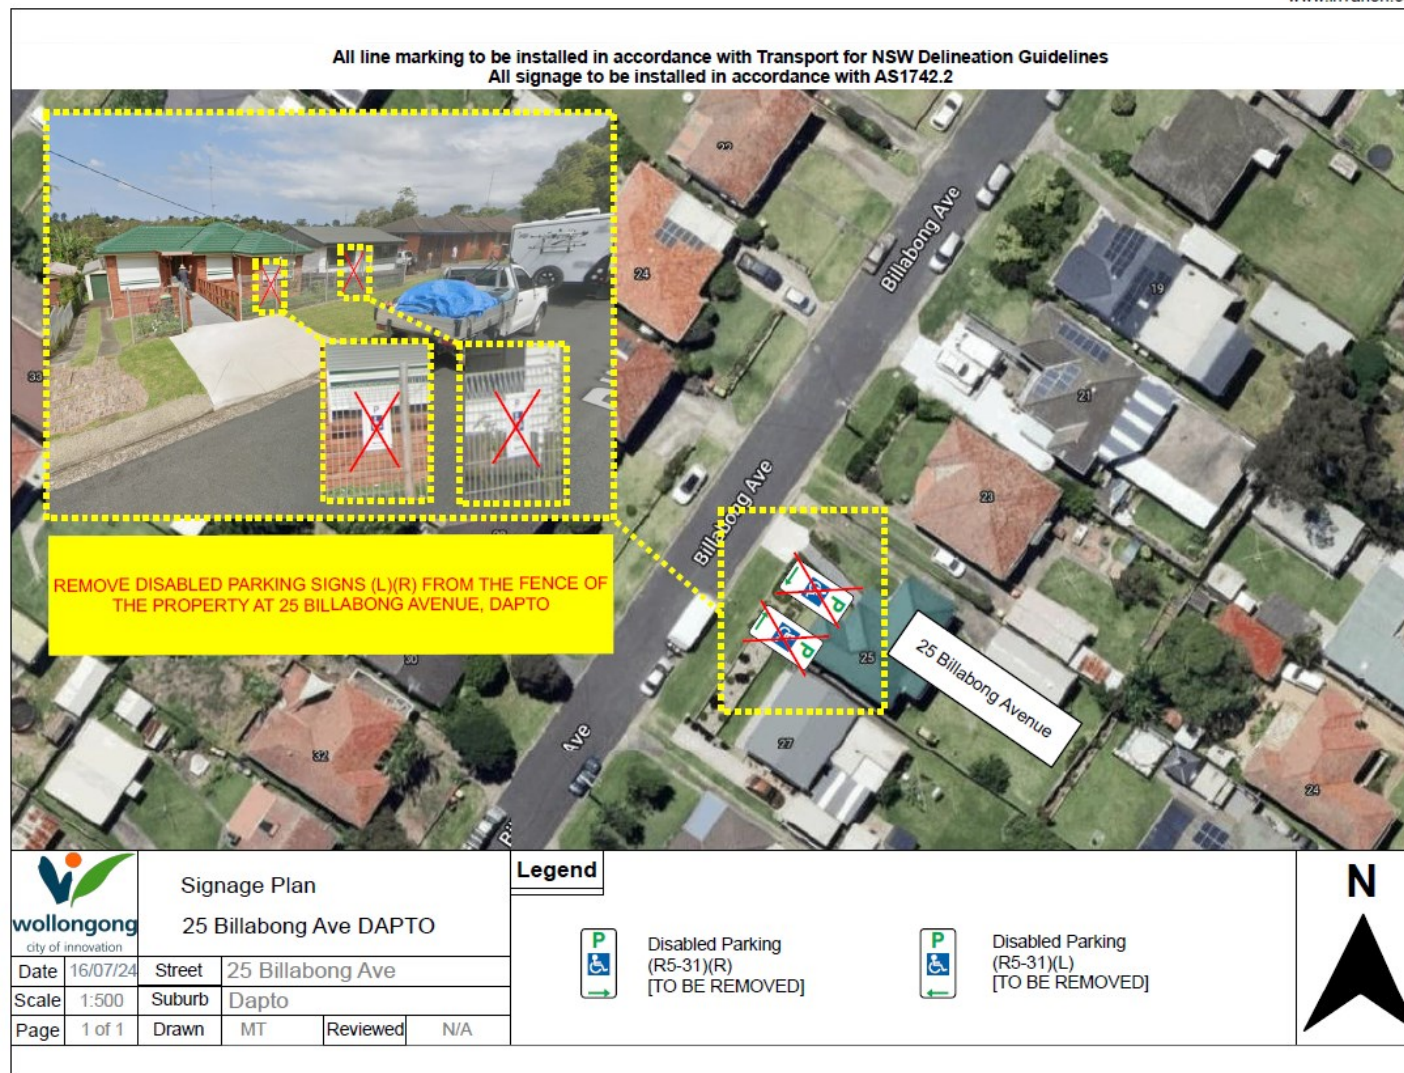 All line marking to be installed in accordance with Transport for NSW Delineation Guidelines
All signage to be installed in accordance with AS1742.2
22
24
Billabong Ave
19
33
21
Billabong Ave
23
REMOVE DISABLED PARKING SIGNS (L)(R) FROM THE FENCE OF
THE PROPERTY AT 25 BILLABONG AVENUE, DAPTO
P
P
25
25 Billabong Avenue
30
32
Ave
27
24
wollongong
city of innovation
Signage Plan
25 Billabong Ave DAPTO
Date 16/07/24 Street 25 Billabong Ave
Scale 1:500 Suburb Dapto
Page 1 of 1 Drawn MT Reviewed N/A
Legend
P
Disabled Parking
(R5-31)(R)
[TO BE REMOVED]
P
Disabled Parking
(R5-31)(L)
[TO BE REMOVED]
N